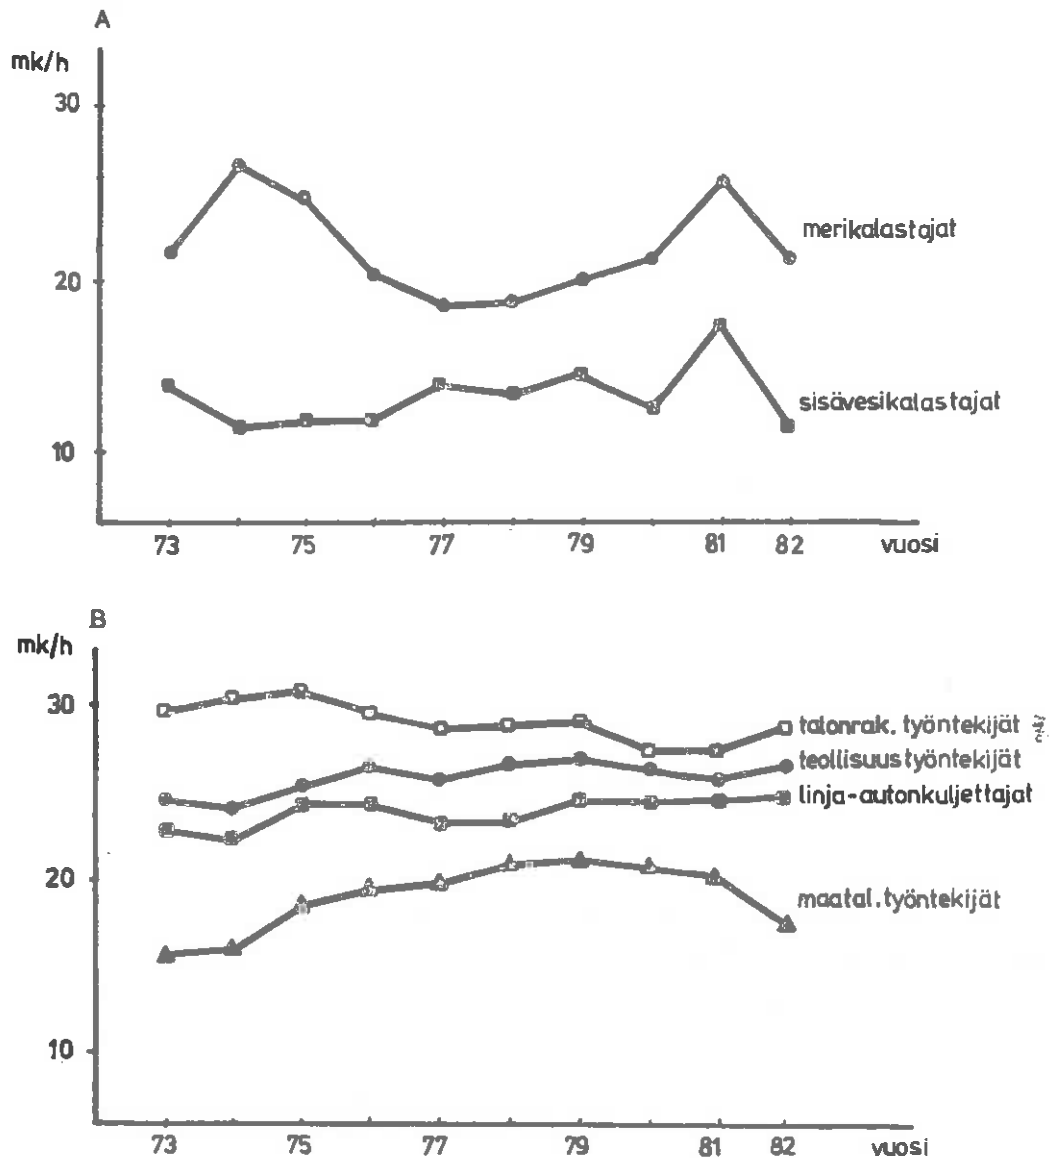 A
mk/h
30
20
10
merikalastajat
sisävesikalastajat
73 75 77 79 81 82 vuosi
B
mk/h
30
20
10
talonrak. työntekijät
teollisuustyöntekijät
linja-autonkuljettajat
maatal. työntekijät
73 75 77 79 81 82 vuosi